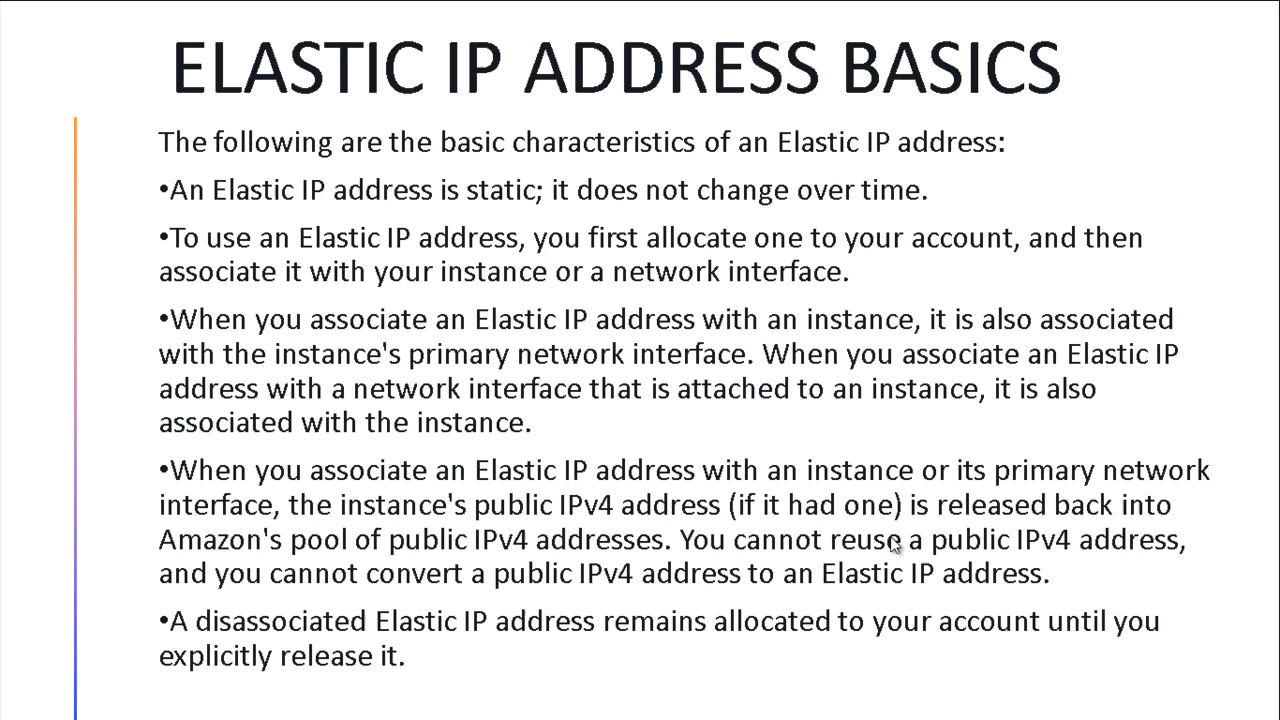 ELASTIC IP ADDRESS BASICS
The following are the basic characteristics of an Elastic IP address:
•An Elastic IP address is static; it does not change over time.
•To use an Elastic IP address, you first allocate one to your account, and then
associate it with your instance or a network interface.
•When you associate an Elastic IP address with an instance, it is also associated
with the instance's primary network interface. When you associate an Elastic IP
address with a network interface that is attached to an instance, it is also
associated with the instance.
•When you associate an Elastic IP address with an instance or its primary network
interface, the instance's public IPv4 address (if it had one) is released back into
Amazon's pool of public IPv4 addresses. You cannot reuse a public IPv4 address,
and you cannot convert a public IPv4 address to an Elastic IP address.
•A disassociated Elastic IP address remains allocated to your account until you
explicitly release it.